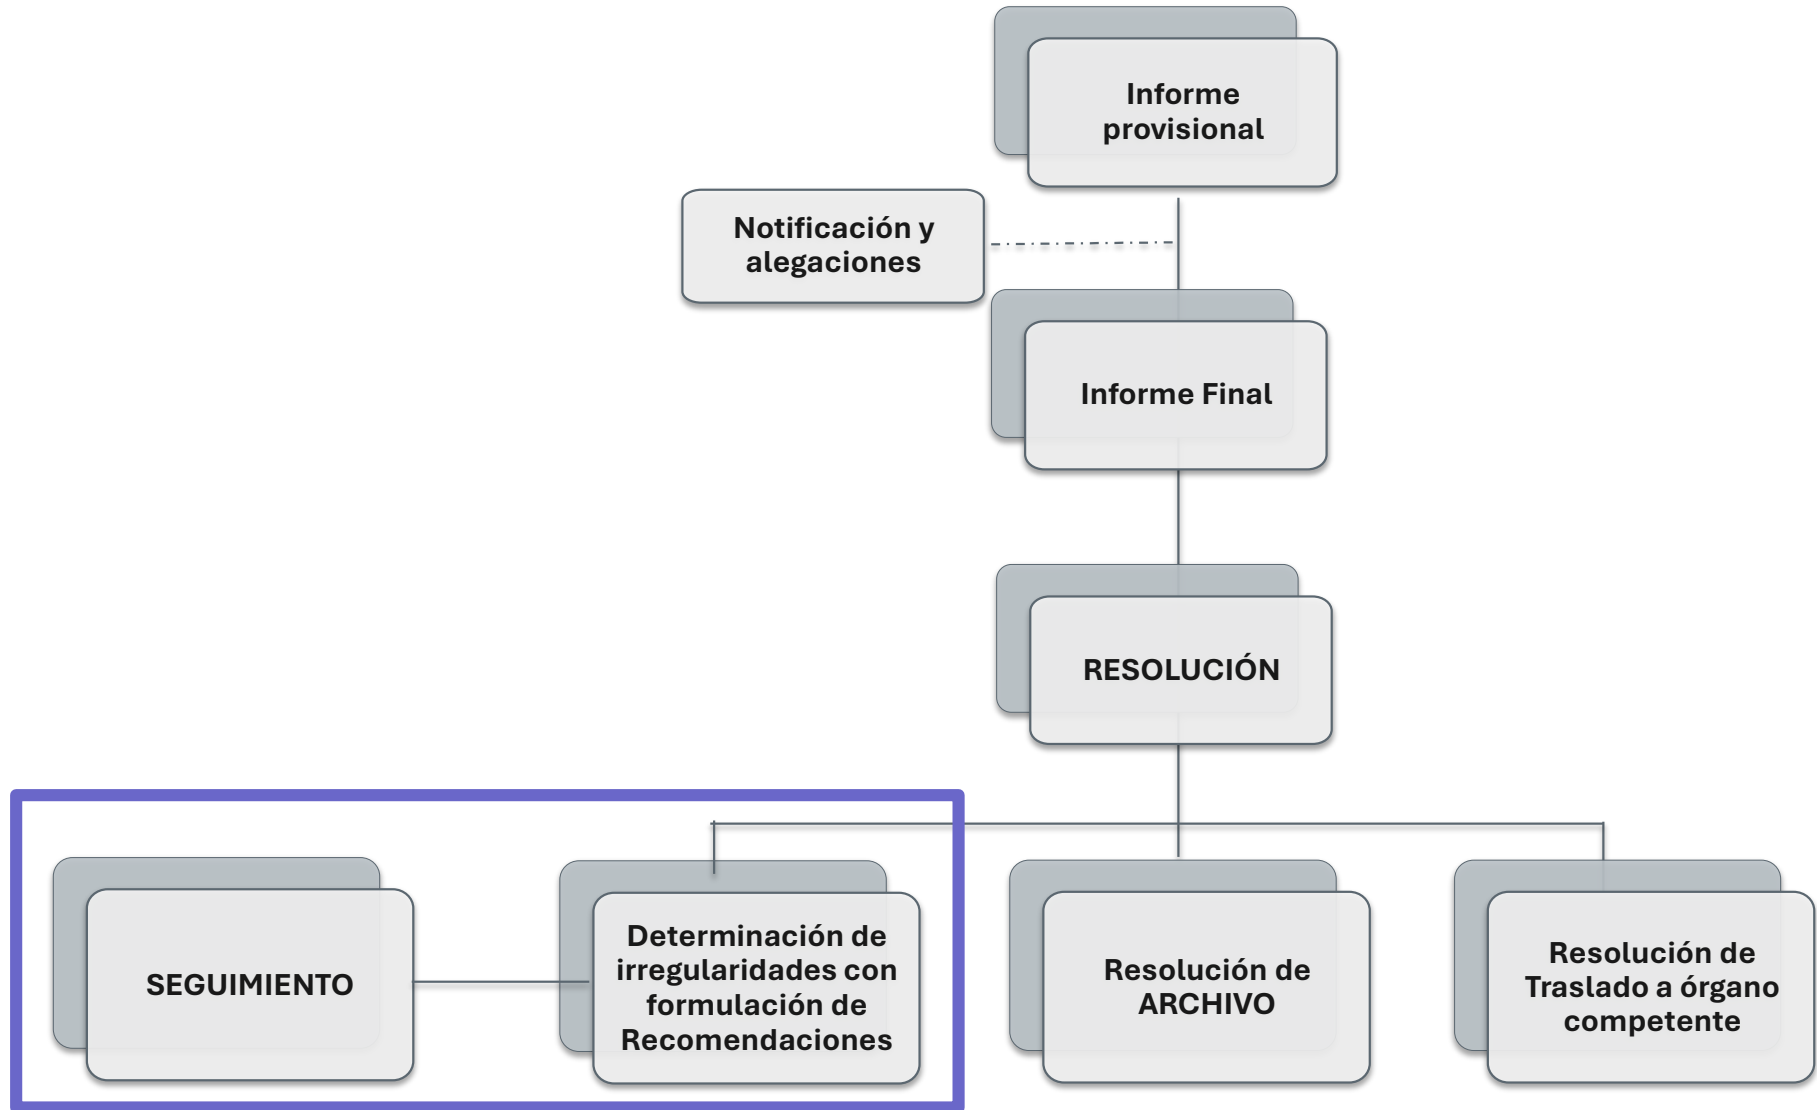 Informe
provisional
Notificación y
alegaciones
Informe Final
RESOLUCIÓN
SEGUIMIENTO
Determinación de
irregularidades con
formulación de
Recomendaciones
Resolución de
ARCHIVO
Resolución de
Traslado a órgano
competente